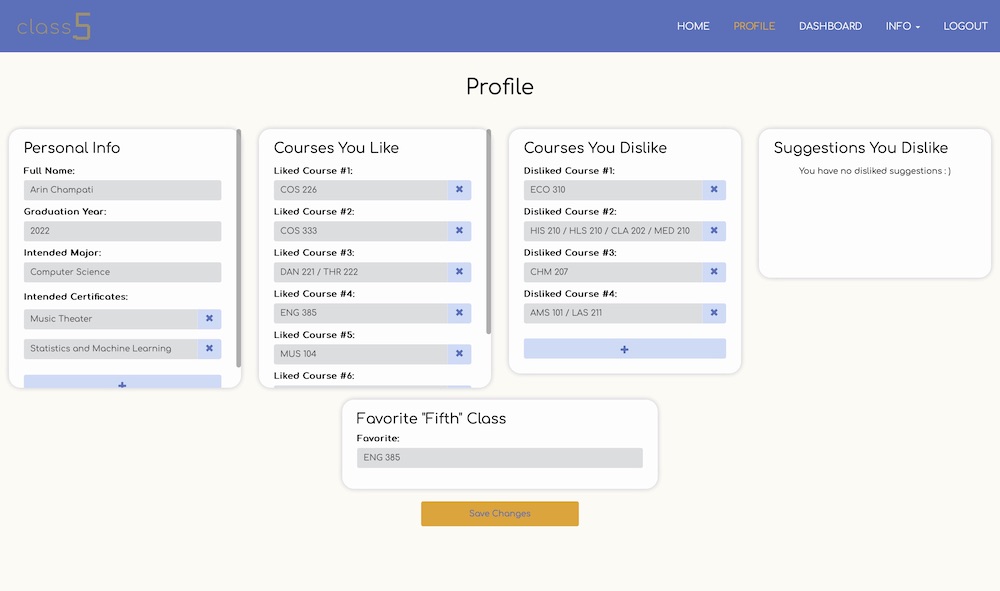 class5
HOME PROFILE DASHBOARD INFO LOGOUT
Profile
Personal Info
Full Name:
Arin Champati
Graduation Year:
2022
Intended Major:
Computer Science
Intended Certificates:
Music Theater
Statistics and Machine Learning
+
Courses You Like
Liked Course #1:
COS 226
Liked Course #2:
COS 333
Liked Course #3:
DAN 221 / THR 222
Liked Course #4:
ENG 385
Liked Course #5:
MUS 104
Liked Course #6:
Courses You Dislike
Disliked Course #1:
ECO 310
Disliked Course #2:
HIS 210 / HLS 210 / CLA 202 / MED 210
Disliked Course #3:
CHM 207
Disliked Course #4:
AMS 101 / LAS 211
+
Suggestions You Dislike
You have no disliked suggestions : )
Favorite "Fifth" Class
Favorite:
ENG 385
Save Changes